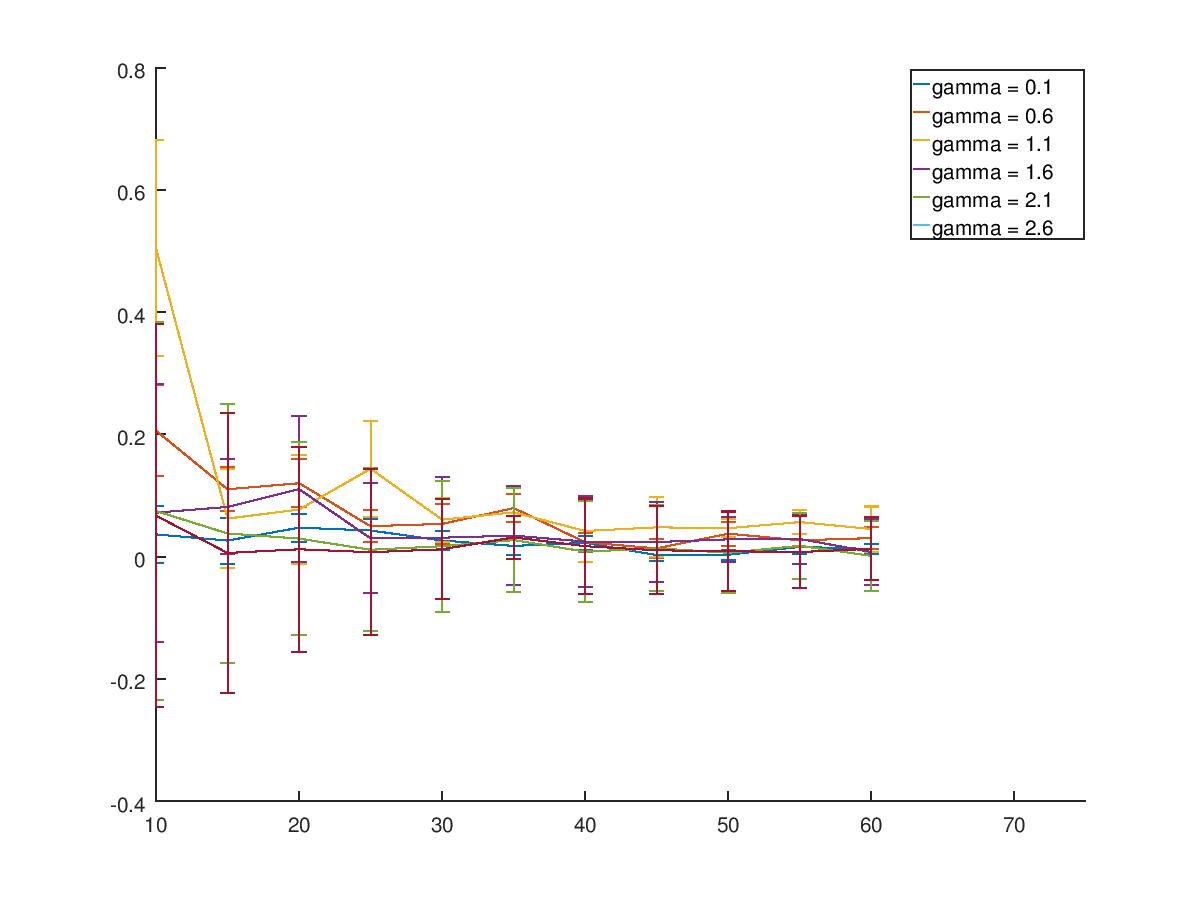 0.8
0.6
0.4
0.2
0
-0.2
-0.4
10 20 30 40 50 60 70
gamma = 0.1
gamma = 0.6
gamma = 1.1
gamma = 1.6
gamma = 2.1
gamma = 2.6